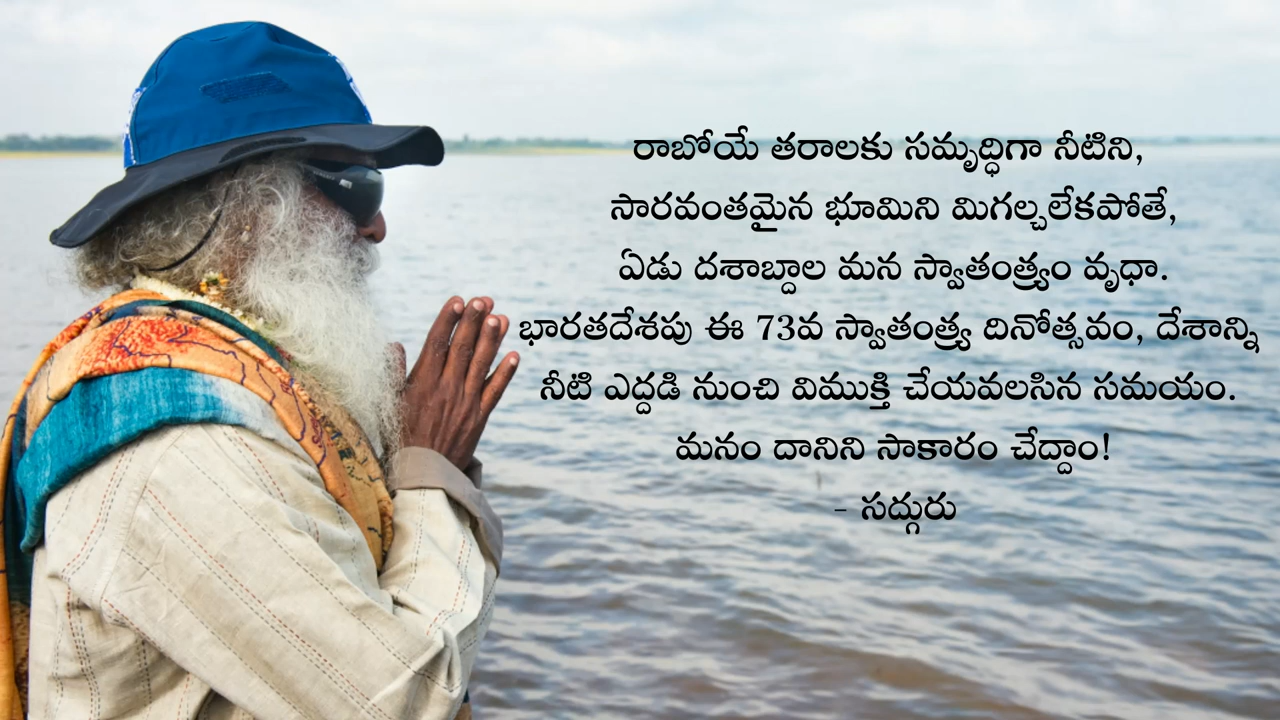 రాబోయే తరాలకు సమృద్ధిగా నీటిని,
సారవంతమైన భూమిని మిగల్చలేకపోతే,
ఏడు దశాబ్దాల మన స్వాతంత్ర్యం వృధా.
భారతదేశపు ఈ 73వ స్వాతంత్ర్య దినోత్సవం, దేశాన్ని
నీటి ఎద్దడి నుంచి విముక్తి చేయవలసిన సమయం.
మనం దానిని సాకారం చేద్దాం!
- సద్గురు